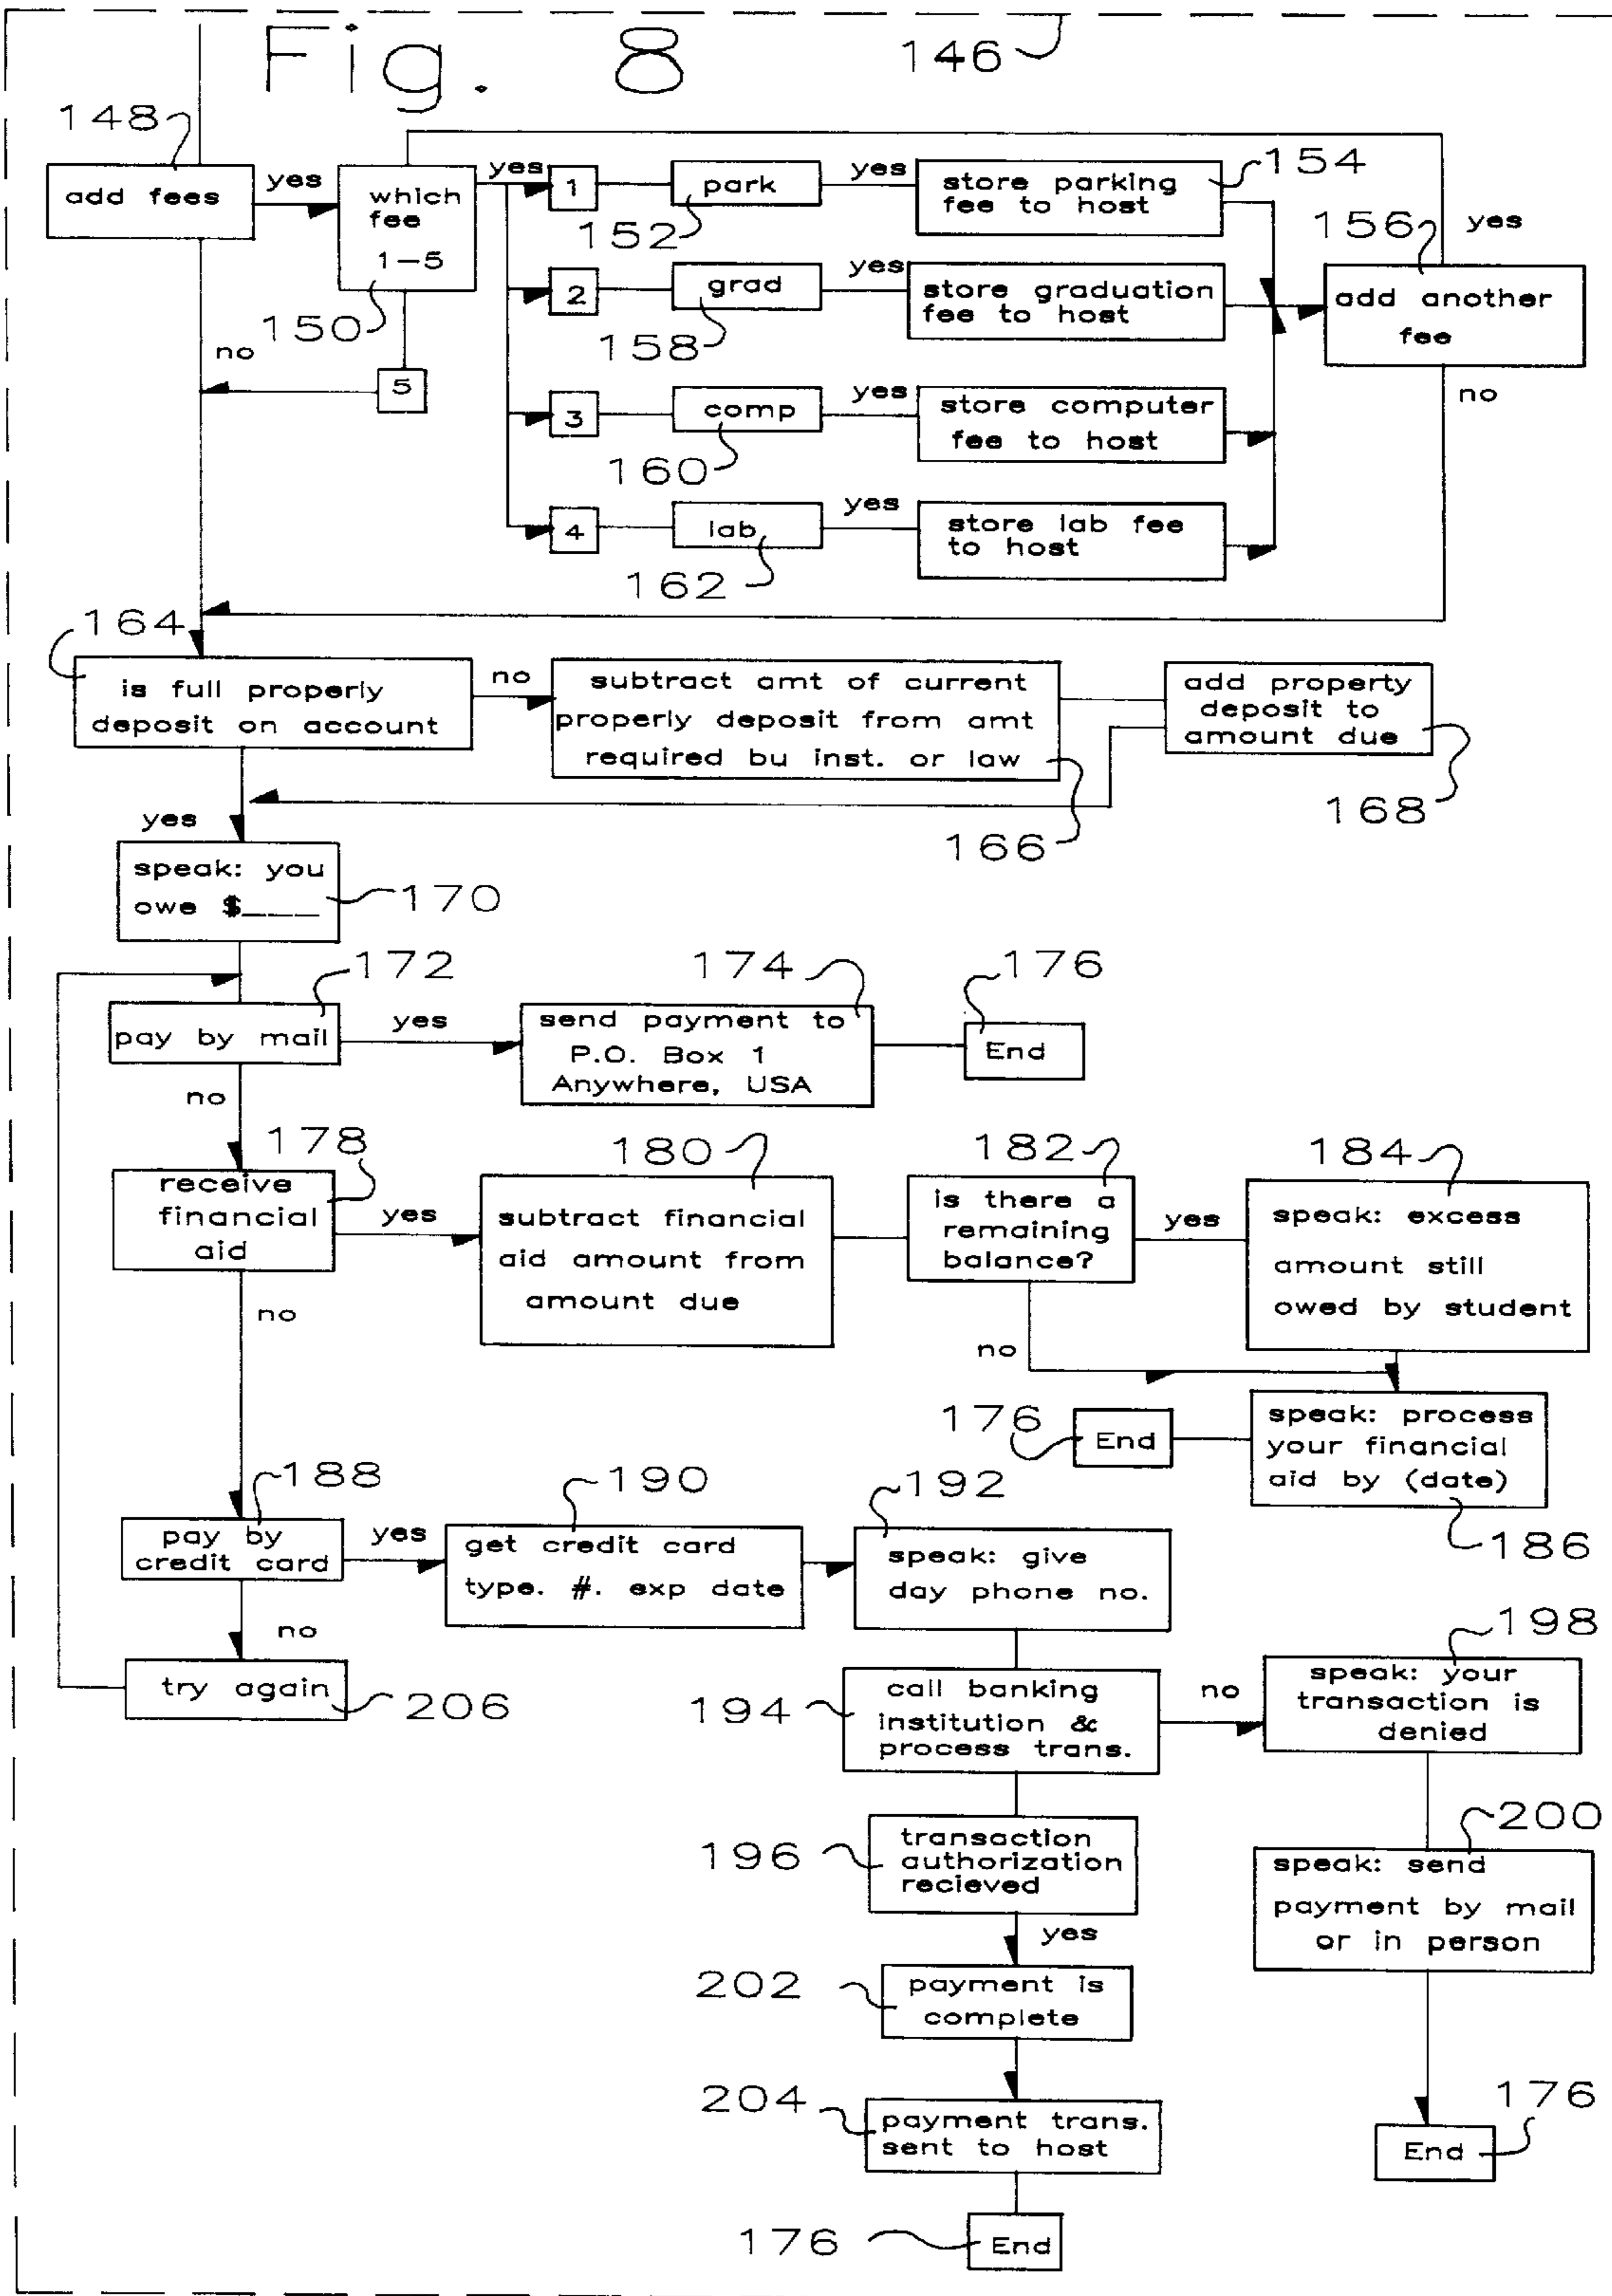 Fig. 8
146
148
add fees
yes
which
fee
1-5
150
yes
1
park
152
yes
store parking
fee to host
154
156
yes
2
grad
158
yes
store graduation
fee to host
add another
fee
no
5
3
comp
160
yes
store computer
fee to host
no
4
lab
162
yes
store lab fee
to host
164
is full properly
deposit on account
no
subtract amt of current
properly deposit from amt
required bu inst. or law
166
add property
deposit to
amount due
168
yes
speak: you
owe $____
170
172
pay by mail
yes
174
send payment to
P.O. Box 1
Anywhere, USA
176
End
no
178
receive
financial
aid
yes
180
subtract financial
aid amount from
amount due
182
is there a
remaining
balance?
yes
184
speak: excess
amount still
owed by student
no
no
176
End
speak: process
your financial
aid by (date)
186
188
pay by
credit card
yes
190
get credit card
type. #. exp date
192
speak: give
day phone no.
no
try again
206
194
call banking
institution &
process trans.
no
198
speak: your
transaction is
denied
196
transaction
authorization
recieved
200
speak: send
payment by mail
or in person
yes
202
payment is
complete
204
payment trans.
sent to host
176
End
176
End